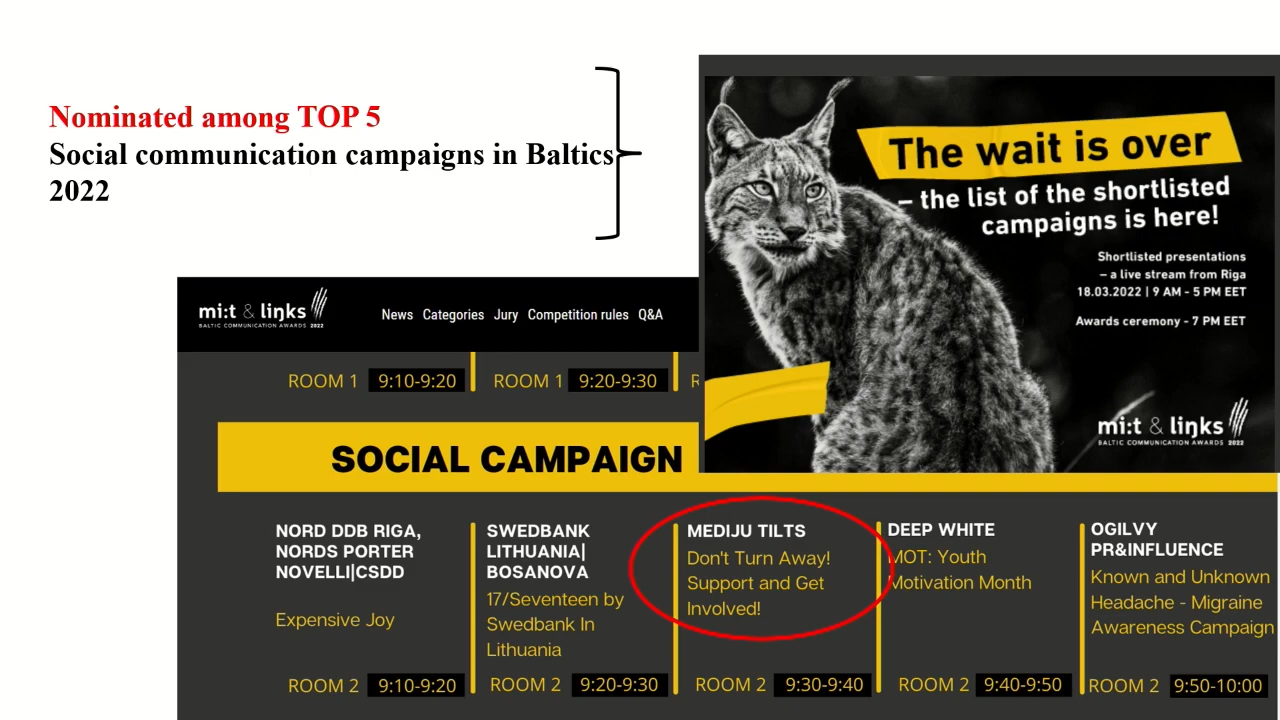 Nominated among TOP 5
Social communication campaigns in Baltics
2022
The wait is over
– the list of the shortlisted
campaigns is here!
Shortlisted presentations
– a live stream from Riga
18.03.2022 | 9 AM - 5 PM EET
Awards ceremony - 7 PM EET
mi:t & liŋks
BALTIC COMMUNICATION AWARDS 2022
mi:t & liŋks
BALTIC COMMUNICATION AWARDS 2022
News Categories Jury Competition rules Q&A
ROOM 1 9:10-9:20 ROOM 1 9:20-9:30 R
SOCIAL CAMPAIGN
NORD DDB RIGA,
NORDS PORTER
NOVELLI|CSDD
Expensive Joy
ROOM 2 9:10-9:20
SWEDBANK
LITHUANIA|
BOSANOVA
17/Seventeen by
Swedbank In
Lithuania
ROOM 2 9:20-9:30
MEDIJU TILTS
Don't Turn Away!
Support and Get
Involved!
ROOM 2 9:30-9:40
DEEP WHITE
MOT: Youth
Motivation Month
ROOM 2 9:40-9:50
OGILVY
PR&INFLUENCE
Known and Unknown
Headache - Migraine
Awareness Campaign
ROOM 2 9:50-10:00